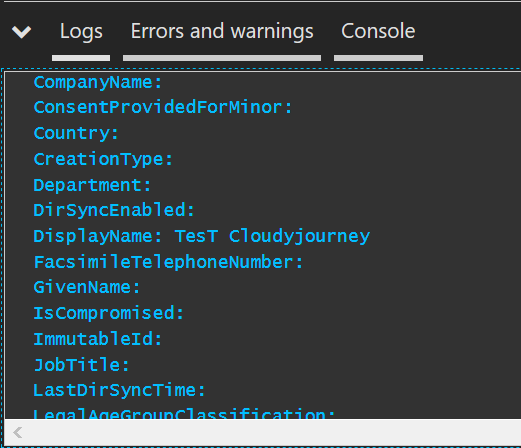 Logs Errors and warnings Console
CompanyName:
ConsentProvidedForMinor:
Country:
CreationType:
Department:
DirSyncEnabled:
DisplayName: TesT Cloudyjourney
FacsimileTelephoneNumber:
GivenName:
IsCompromised:
ImmutableId:
JobTitle:
LastDirSyncTime:
LegalAgeGroupClassification: